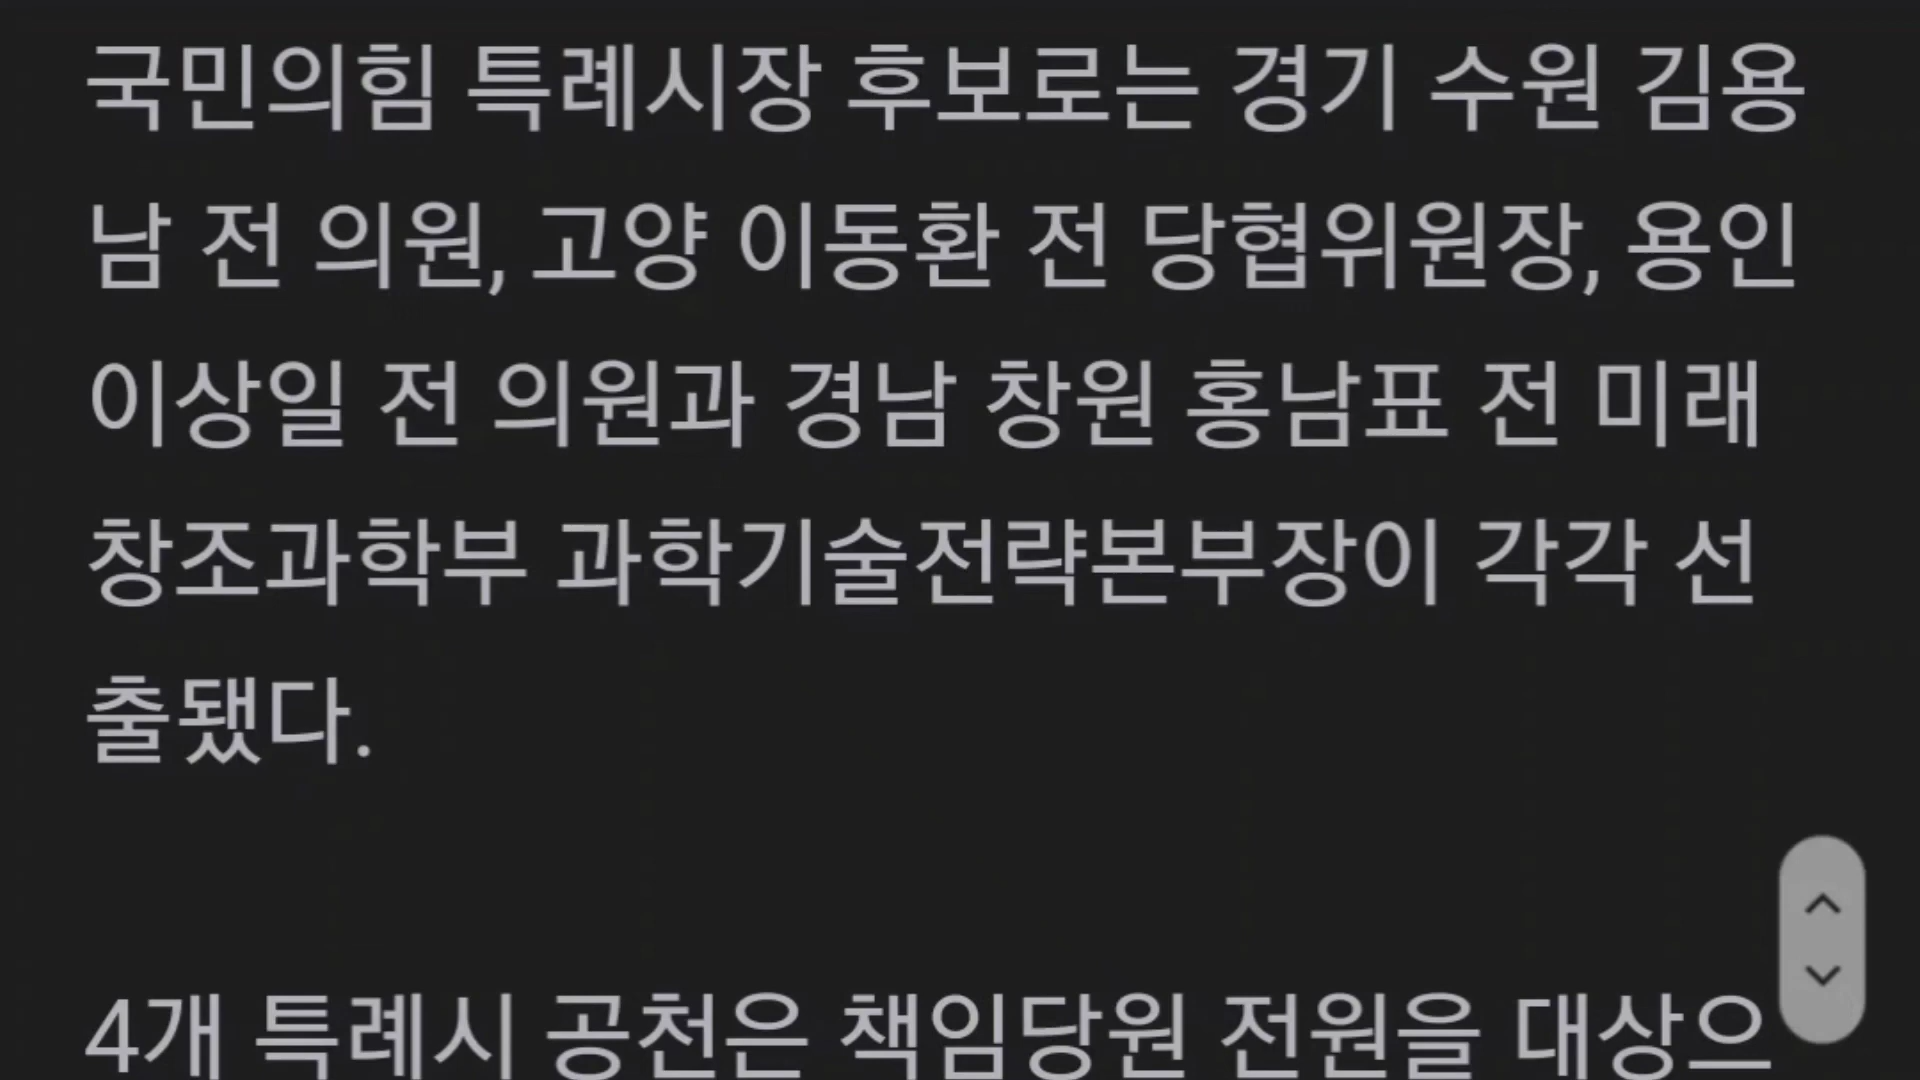 국민의힘 특례시장 후보로는 경기 수원 김용
남 전 의원, 고양 이동환 전 당협위원장, 용인
이상일 전 의원과 경남 창원 홍남표 전 미래
창조과학부 과학기술전략본부장이 각각 선
출됐다.
4개 특례시 공천은 책임당원 전원을 대상으